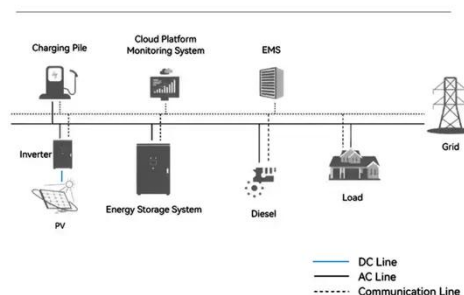 Charging Pile
Cloud Platform
Monitoring System
EMS
Grid
Inverter
PV
Energy Storage System
Diesel
Load
DC Line
AC Line
Communication Line